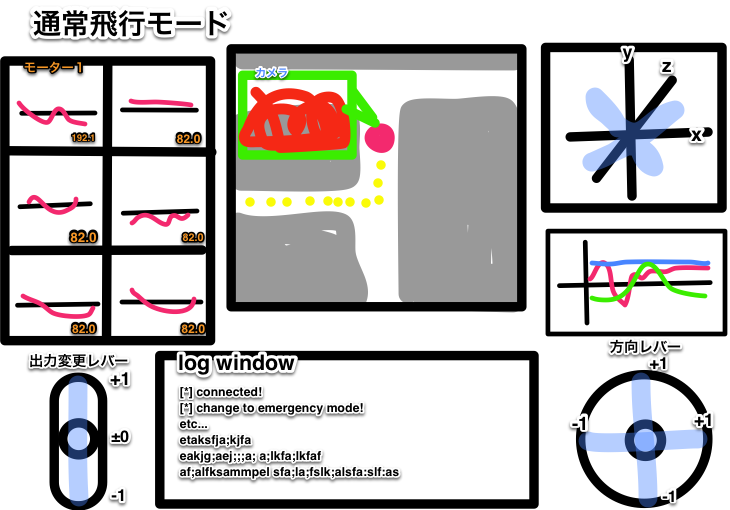 通常飛行モード
モーター1
192.1
82.0
82.0
82.0
82.0
82.0
カメラ
y
z
x
出力変更レバー
+1
±0
-1
log window
[*] connected!
[*] change to emergency mode!
etc...
etaksfja;kjfa
eakjg;aej;;;a; a;lkfa;lkfaf
af;alfksammpel sfa;la;fslk;alsfa:slf:as
方向レバー
+1
-1
+1
-1